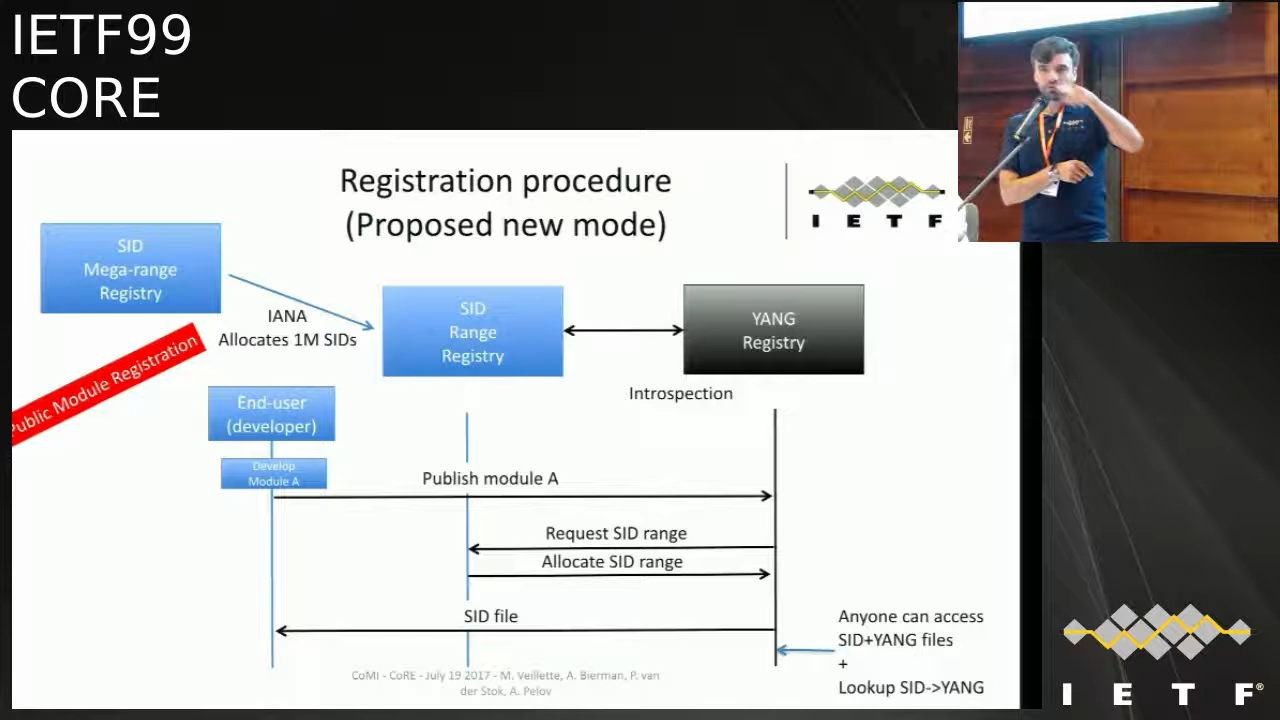 IETF99
CORE
Registration procedure
(Proposed new mode)
I E T F
SID
Mega-range
Registry
IANA
Allocates 1M SIDs
SID
Range
Registry
YANG
Registry
Public Module Registration
Introspection
End-user
(developer)
Develop
Module A
Publish module A
Request SID range
Allocate SID range
SID file
Anyone can access
SID+YANG files
+
Lookup SID->YANG
CoMI - CoRE - July 19 2017 - M. Veillette, A. Bierman, P. van
der Stok, A. Pelov
I E T F®